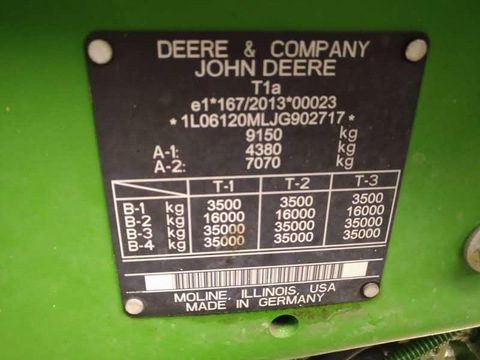 DEERE & COMPANY
JOHN DEERE
T1a
e1*167/2013*00023
*1L06120MLJG902717*
9150 kg
A-1: 4380 kg
A-2: 7070 kg
T-1 T-2 T-3
B-1 kg 3500 3500 3500
B-2 kg 16000 16000 16000
B-3 kg 35000 35000 35000
B-4 kg 35000 35000 35000
MOLINE, ILLINOIS, USA
MADE IN GERMANY